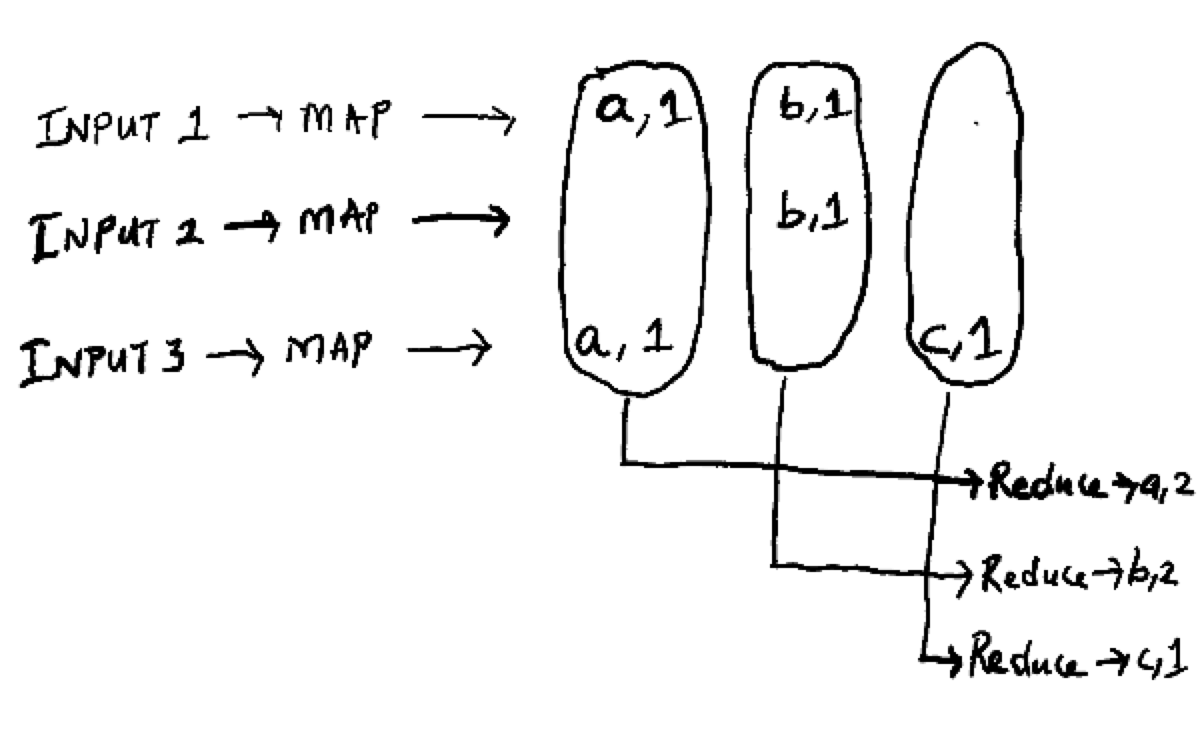 INPUT 1 → MAP → a,1 b,1
INPUT 2 → MAP → b,1
INPUT 3 → MAP → a,1 c,1
Reduce → a,2
Reduce → b,2
Reduce → c,1